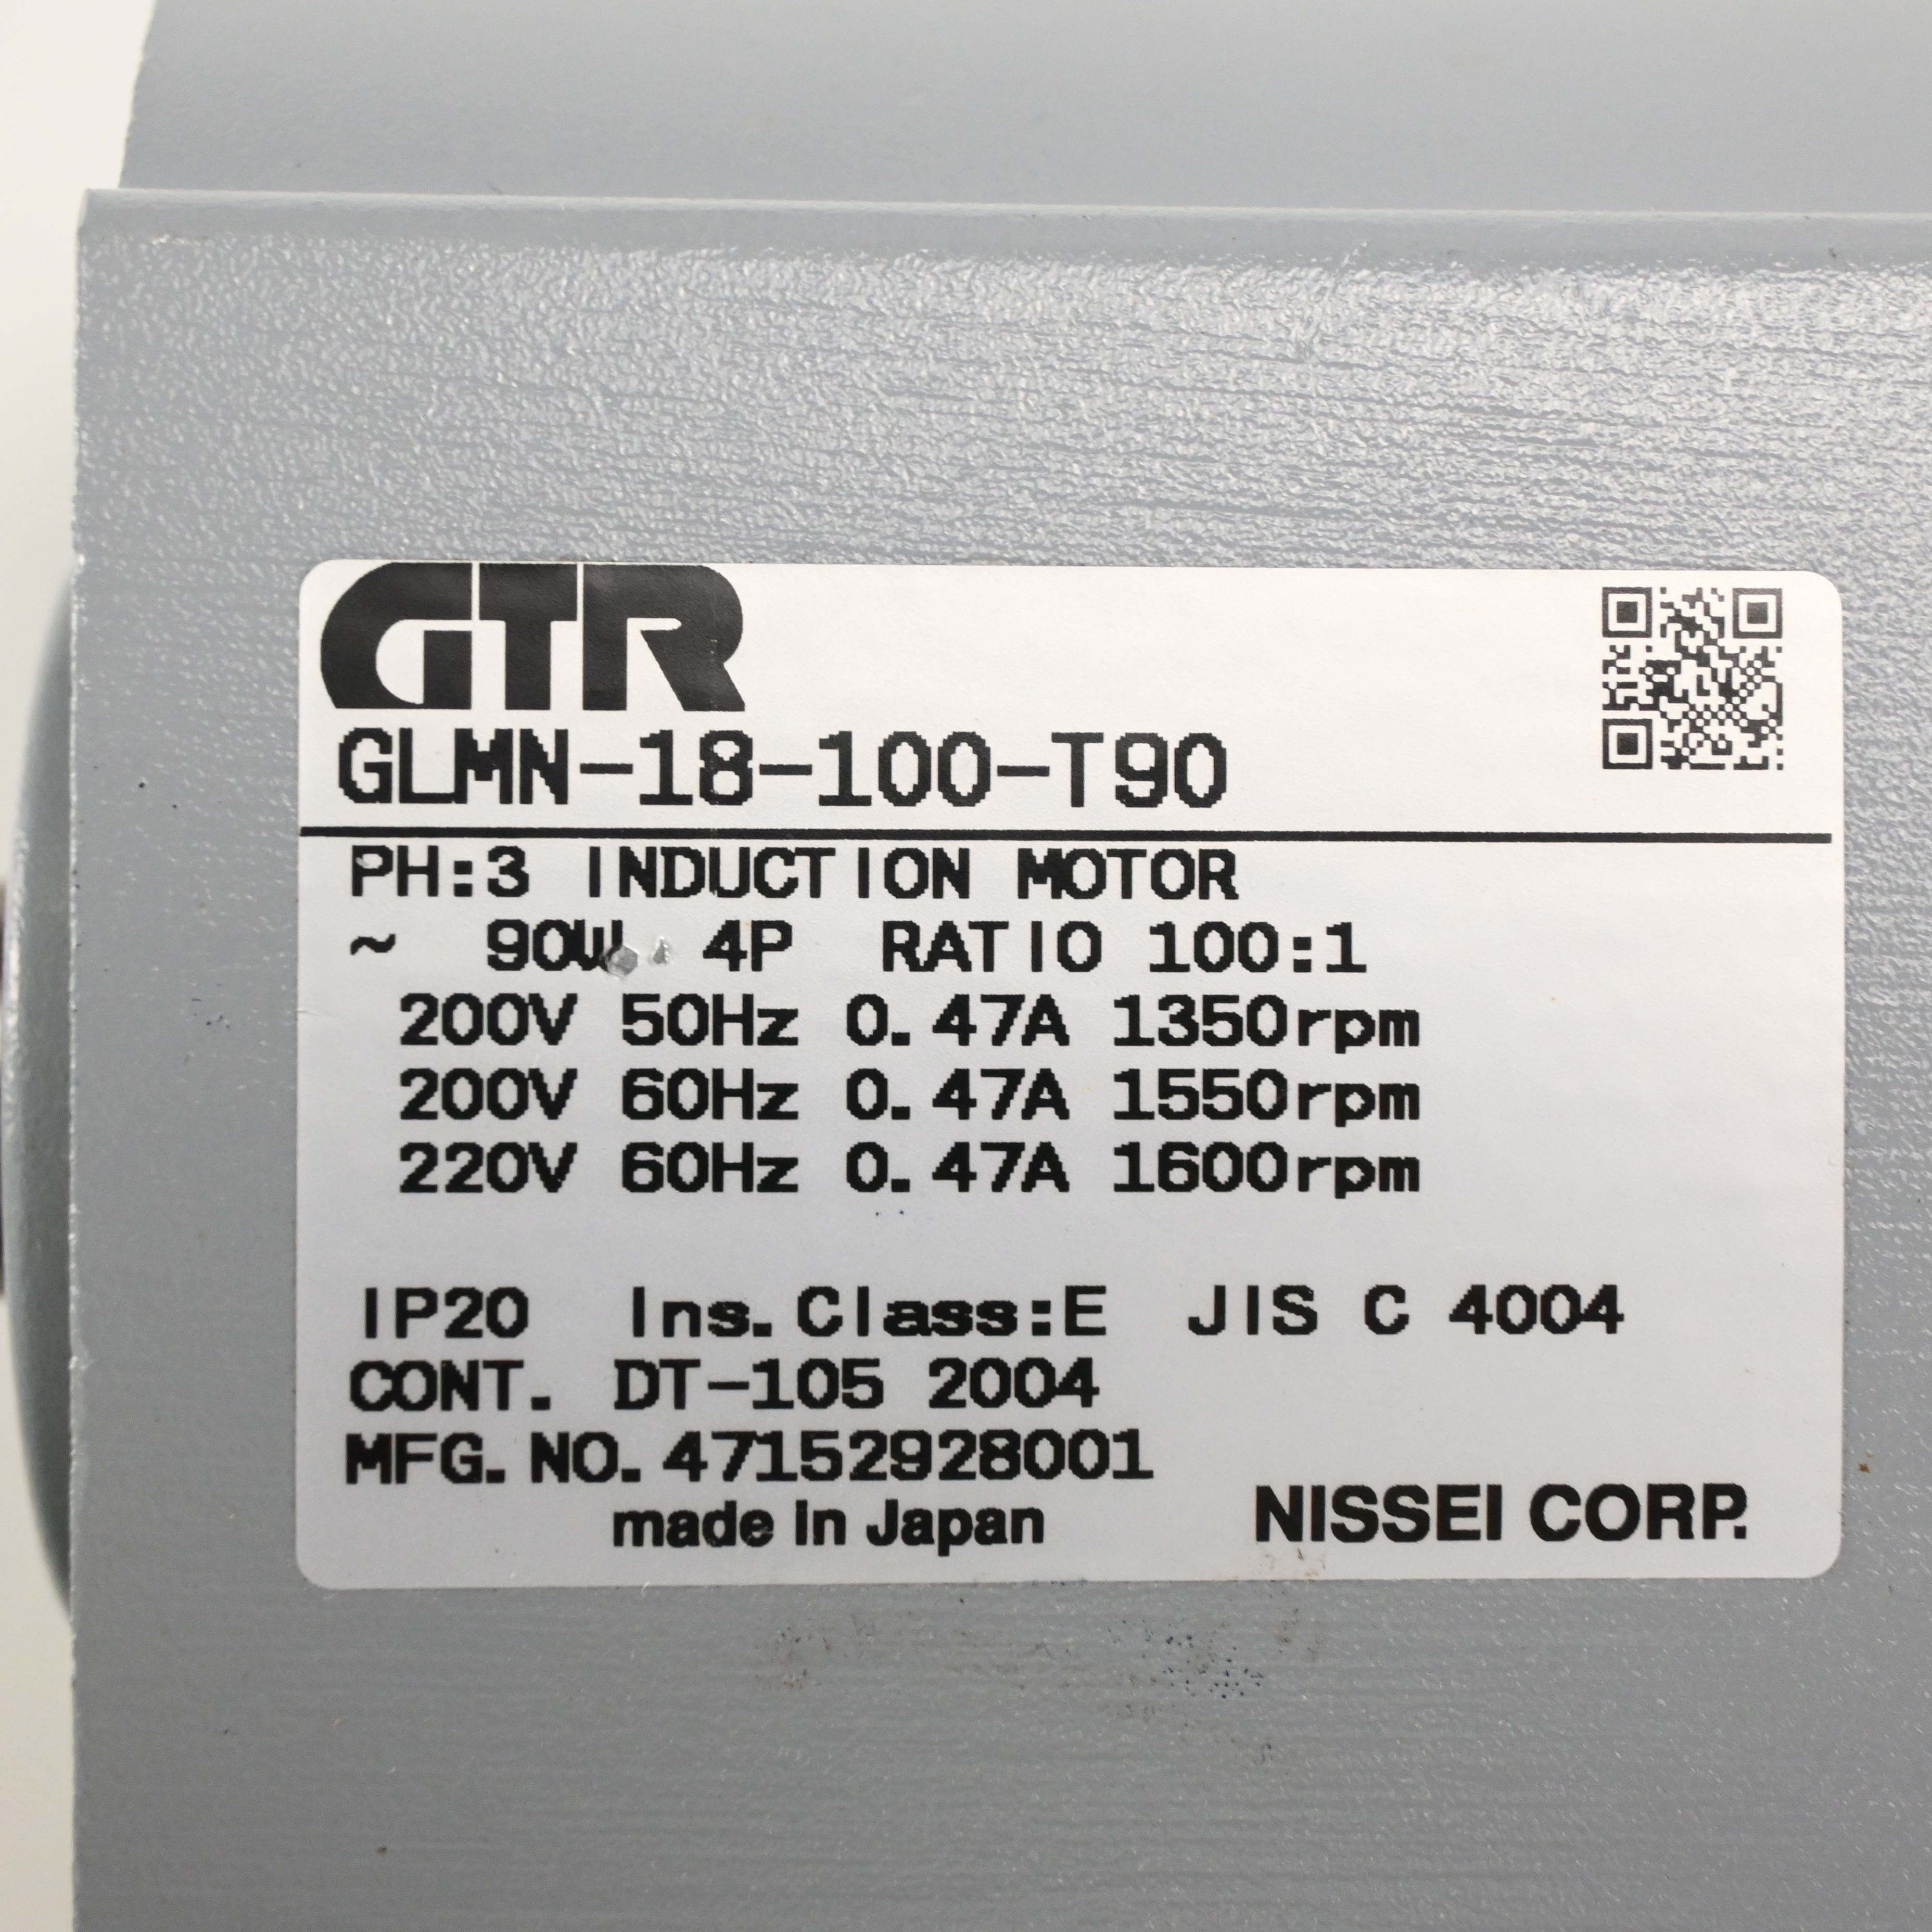 GTR
GLMN-18-100-T90
PH:3 INDUCTION MOTOR
~ 90W 4P RATIO 100:1
200V 50Hz 0.47A 1350rpm
200V 60Hz 0.47A 1550rpm
220V 60Hz 0.47A 1600rpm
IP20 Ins.Class:E JIS C 4004
CONT. DT-105 2004
MFG.NO.47152928001
made in Japan
NISSEI CORP.